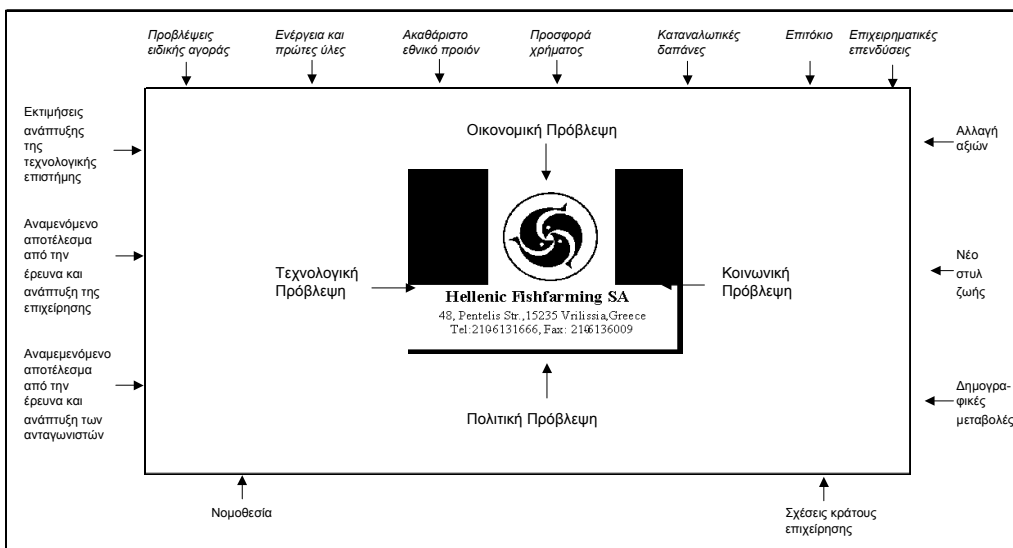 Προβλέψεις
ειδικής αγοράς
Ενέργεια και
πρώτες ύλες
Ακαθάριστο
εθνικό προιόν
Προσφορά
χρήματος
Καταναλωτικές
δαπάνες
Επιτόκιο
Επιχειρηματικές
επενδύσεις
Εκτιμήσεις
ανάπτυξης
της
τεχνολογικής
επιστήμης
Οικονομική Πρόβλεψη
Αλλαγή
αξιών
Αναμενόμενο
αποτέλεσμα
από την
έρευνα και
ανάπτυξη της
επιχείρησης
Τεχνολογική
Πρόβλεψη
Κοινωνική
Πρόβλεψη
Νέο
στυλ
ζωής
Hellenic Fishfarming SA
48, Pentelis Str.,15235 Vrilissia,Greece
Tel:2106131666, Fax: 2106136009
Αναμεμενόμενο
αποτέλεσμα
από την
έρευνα και
ανάπτυξη των
ανταγωνιστών
Πολιτική Πρόβλεψη
Δημογρα-
φικές
μεταβολές
Νομοθεσία
Σχέσεις κράτους
επιχείρησης